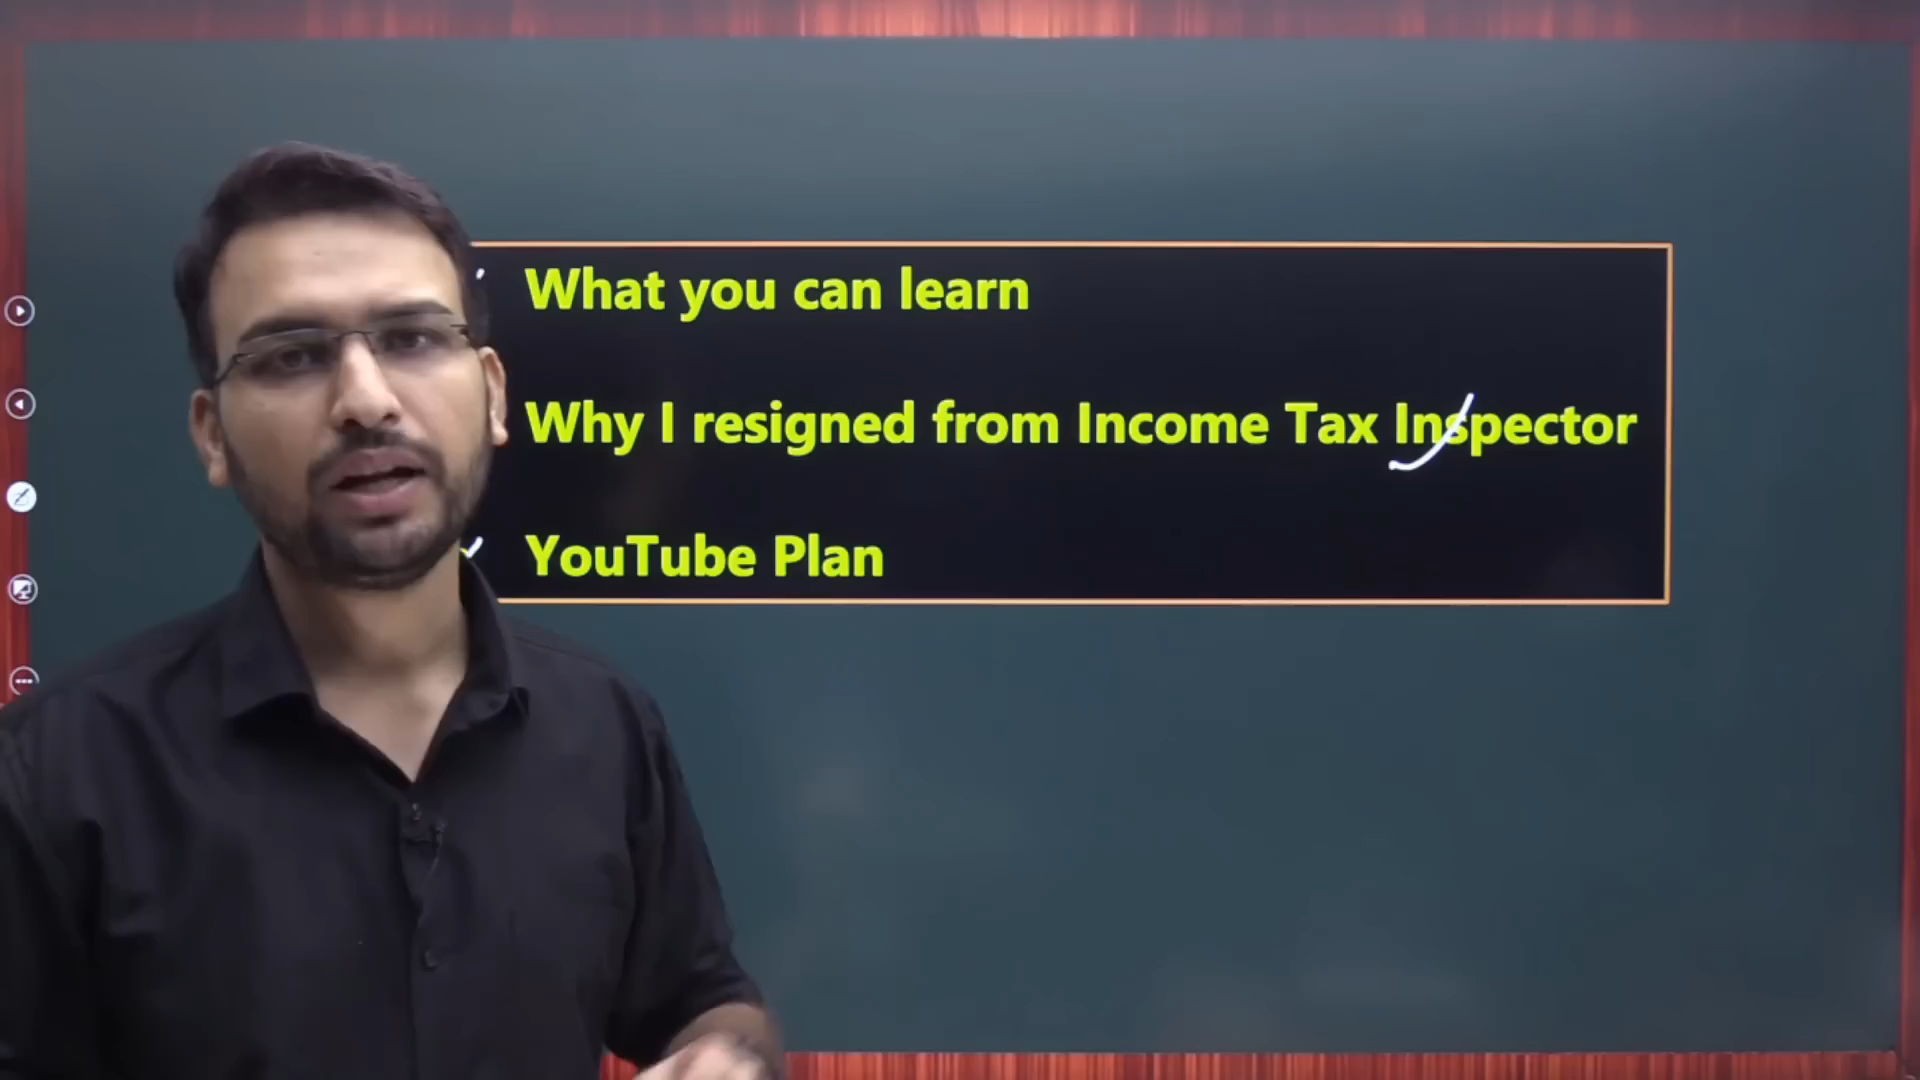 What you can learn
Why I resigned from Income Tax Inspector
YouTube Plan